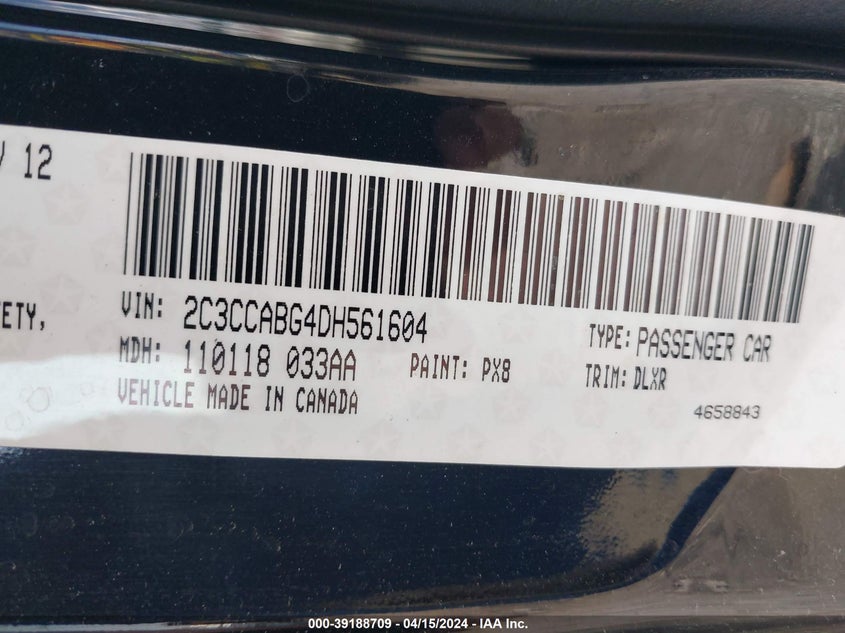 / 12
ETY,
VIN: 2C3CCABG4DH561604
TYPE: PASSENGER CAR
MDH: 110118 033AA
PAINT: PX8
TRIM: DLXR
VEHICLE MADE IN CANADA
4658843
000-39188709 - 04/15/2024 - IAA Inc.